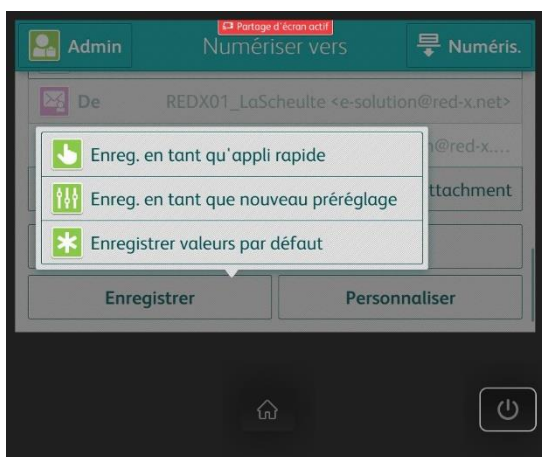 Partage d'écran actif
Admin
Numériser vers
Numéris.
De
REDX01_LaScheulte <e-solution@red-x.net>
n@red-x....
Enreg. en tant qu'appli rapide
ttachment
Enreg. en tant que nouveau préréglage
Enregistrer valeurs par défaut
Enregistrer
Personnaliser